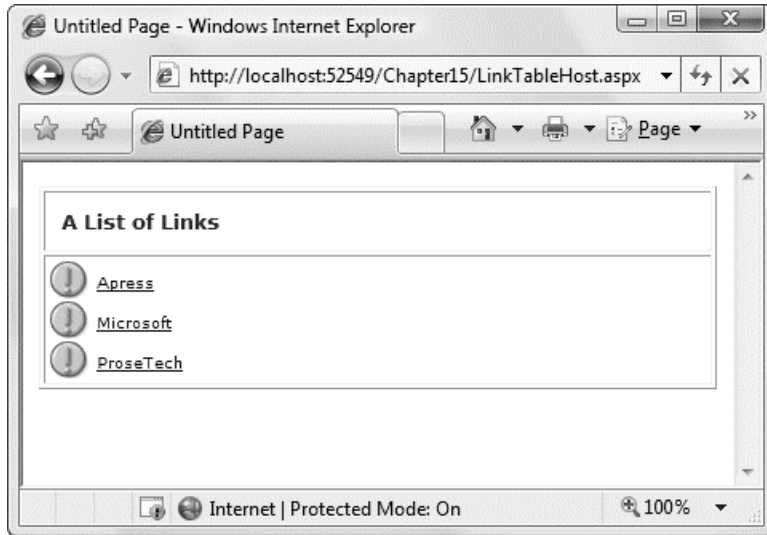 Untitled Page - Windows Internet Explorer
http://localhost:52549/Chapter15/LinkTableHost.aspx
Untitled Page
Page
A List of Links
Apress
Microsoft
ProseTech
Internet | Protected Mode: On
100%